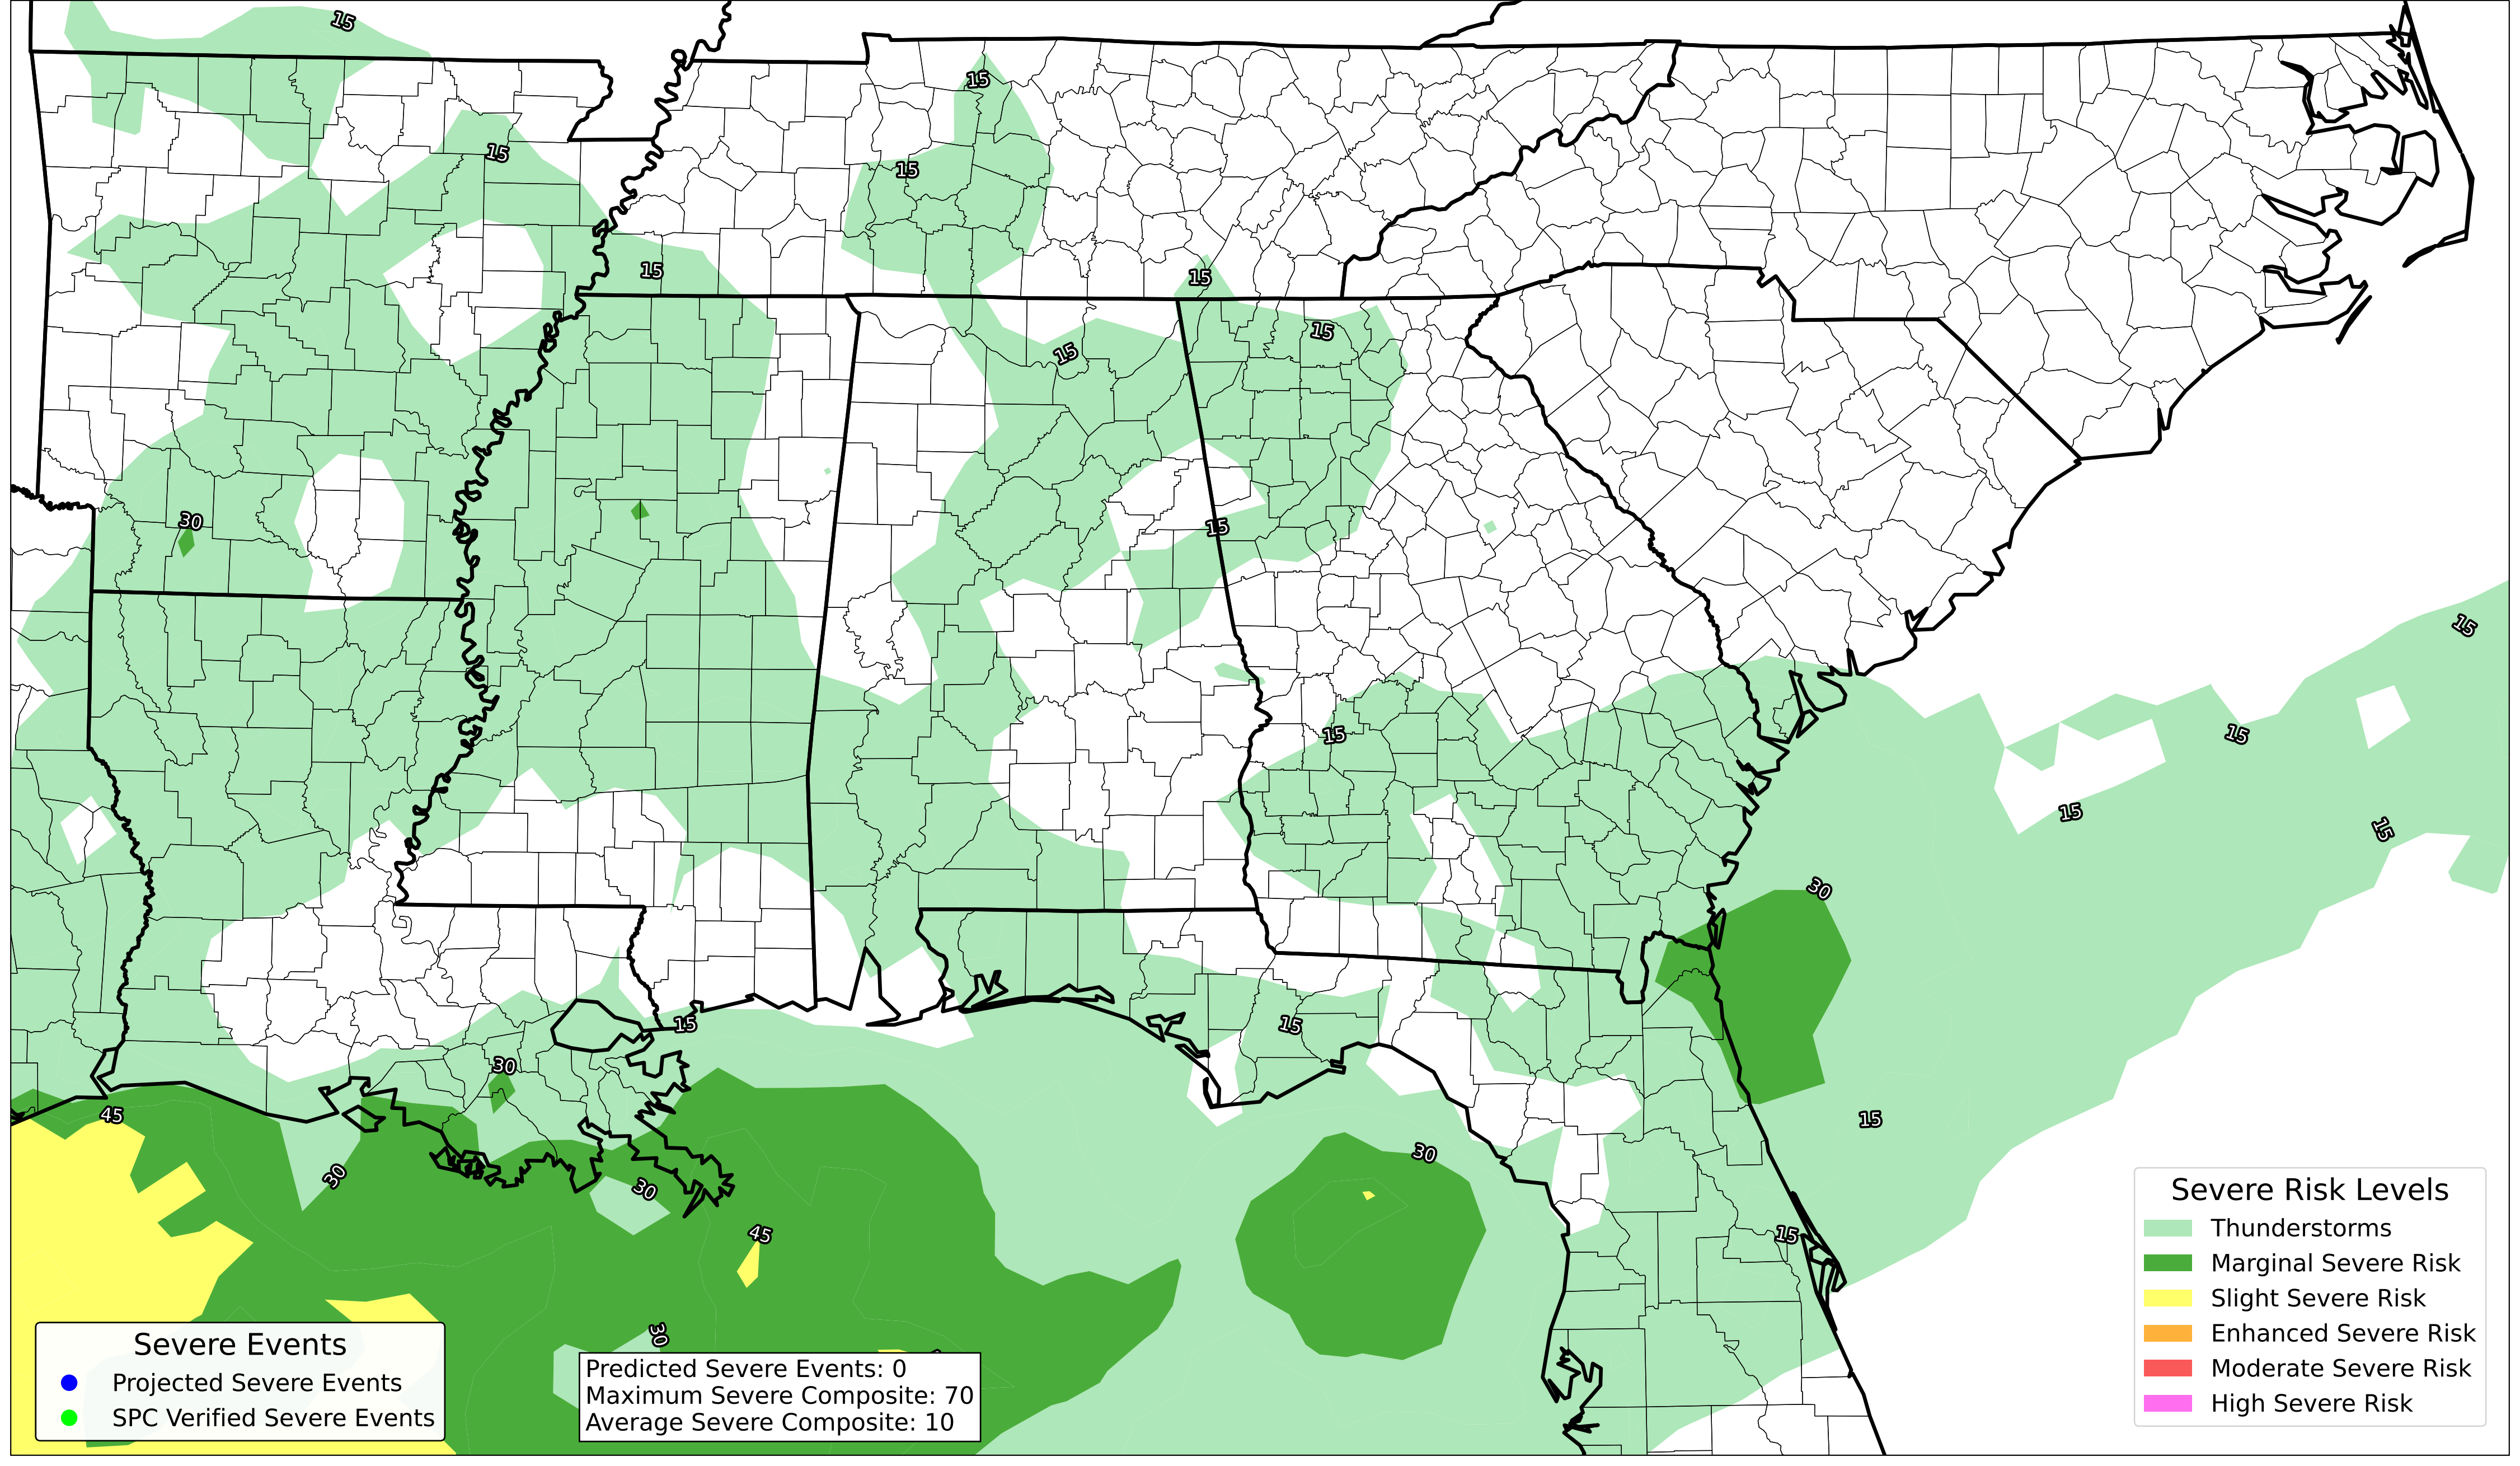 15
15
15
15
15
15
15
15
30
15
15
15
15
15
15
30
15
15
30
45
15
30
30
30
45
15
30
Severe Risk Levels
Thunderstorms
Marginal Severe Risk
Slight Severe Risk
Enhanced Severe Risk
Moderate Severe Risk
High Severe Risk
Severe Events
Projected Severe Events
SPC Verified Severe Events
Predicted Severe Events: 0
Maximum Severe Composite: 70
Average Severe Composite: 10